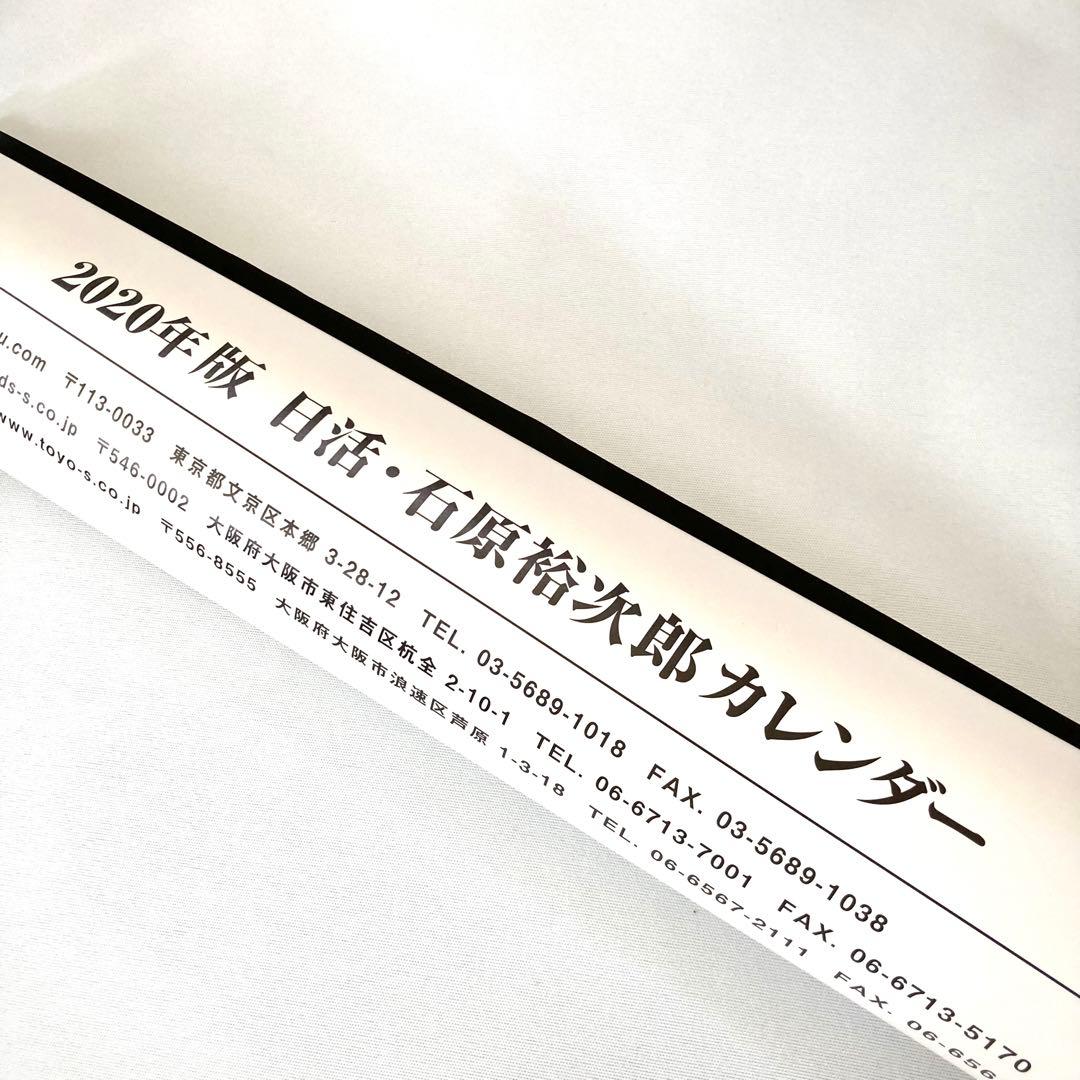 2020年版 日活・石原裕次郎カレンダー
u.com 〒113-0033 東京都文京区本郷 3-28-12 TEL. 03-5689-1018 FAX. 03-5689-1038
ds-s.co.jp 〒546-0002 大阪府大阪市東住吉区杭全 2-10-1 TEL. 06-6713-7001 FAX. 06-6713-5170
www.toyo-s.co.jp 〒556-8555 大阪府大阪市浪速区芦原 1-3-18 TEL. 06-6567-2111 FAX. 06-656